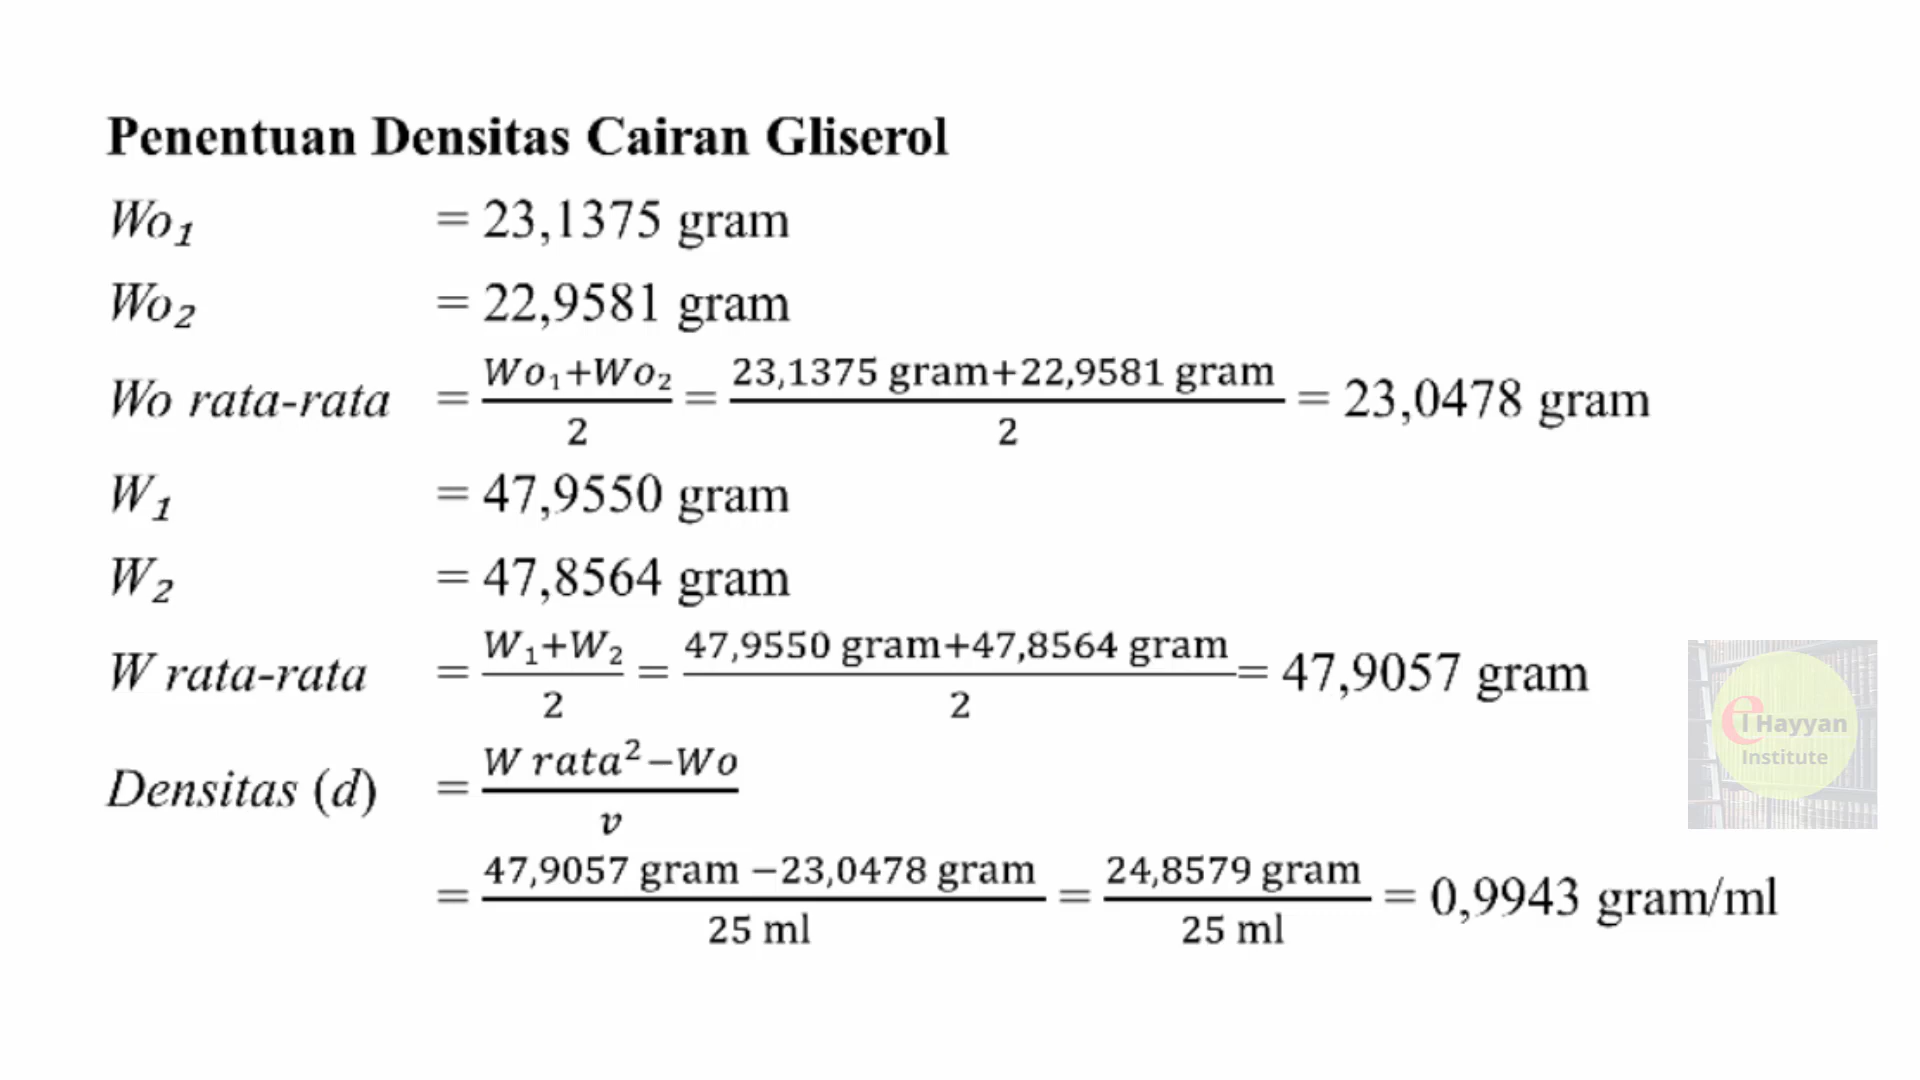 Penentuan Densitas Cairan Gliserol
Wo₁ = 23,1375 gram
Wo₂ = 22,9581 gram
Wo rata-rata = (Wo₁+Wo₂)/2 = (23,1375 gram+22,9581 gram)/2 = 23,0478 gram
W₁ = 47,9550 gram
W₂ = 47,8564 gram
W rata-rata = (W₁+W₂)/2 = (47,9550 gram+47,8564 gram)/2 = 47,9057 gram
Densitas (d) = (W rata²−Wo)/v
= (47,9057 gram −23,0478 gram)/25 ml = 24,8579 gram/25 ml = 0,9943 gram/ml
el Hayyan
Institute